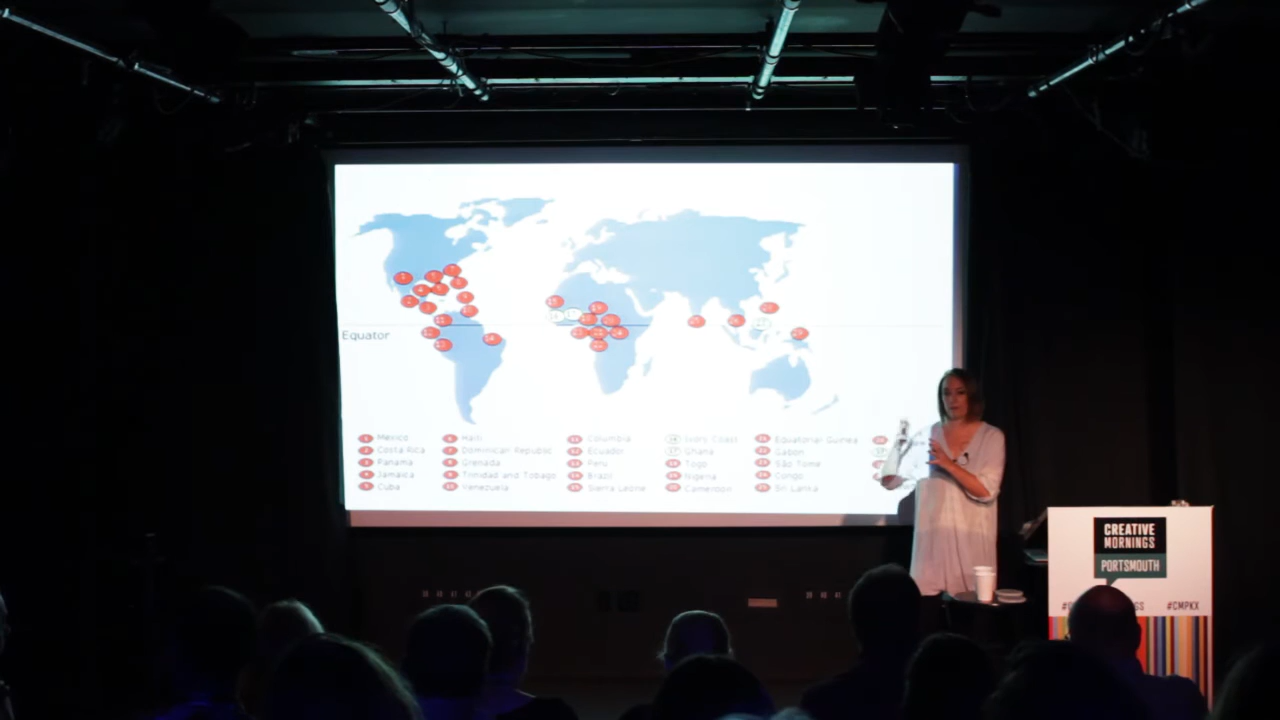 Equator
Mexico
Costa Rica
Panama
Jamaica
Cuba
Haiti
Dominican Republic
Grenada
Trinidad and Tobago
Venezuela
Columbia
Ecuador
Peru
Brazil
Sierra Leone
Ivory Coast
Ghana
Togo
Nigeria
Cameroon
Equatorial Guinea
Gabon
São Tome
Congo
Sri Lanka
CREATIVE
MORNINGS
PORTSMOUTH
#CMPKX